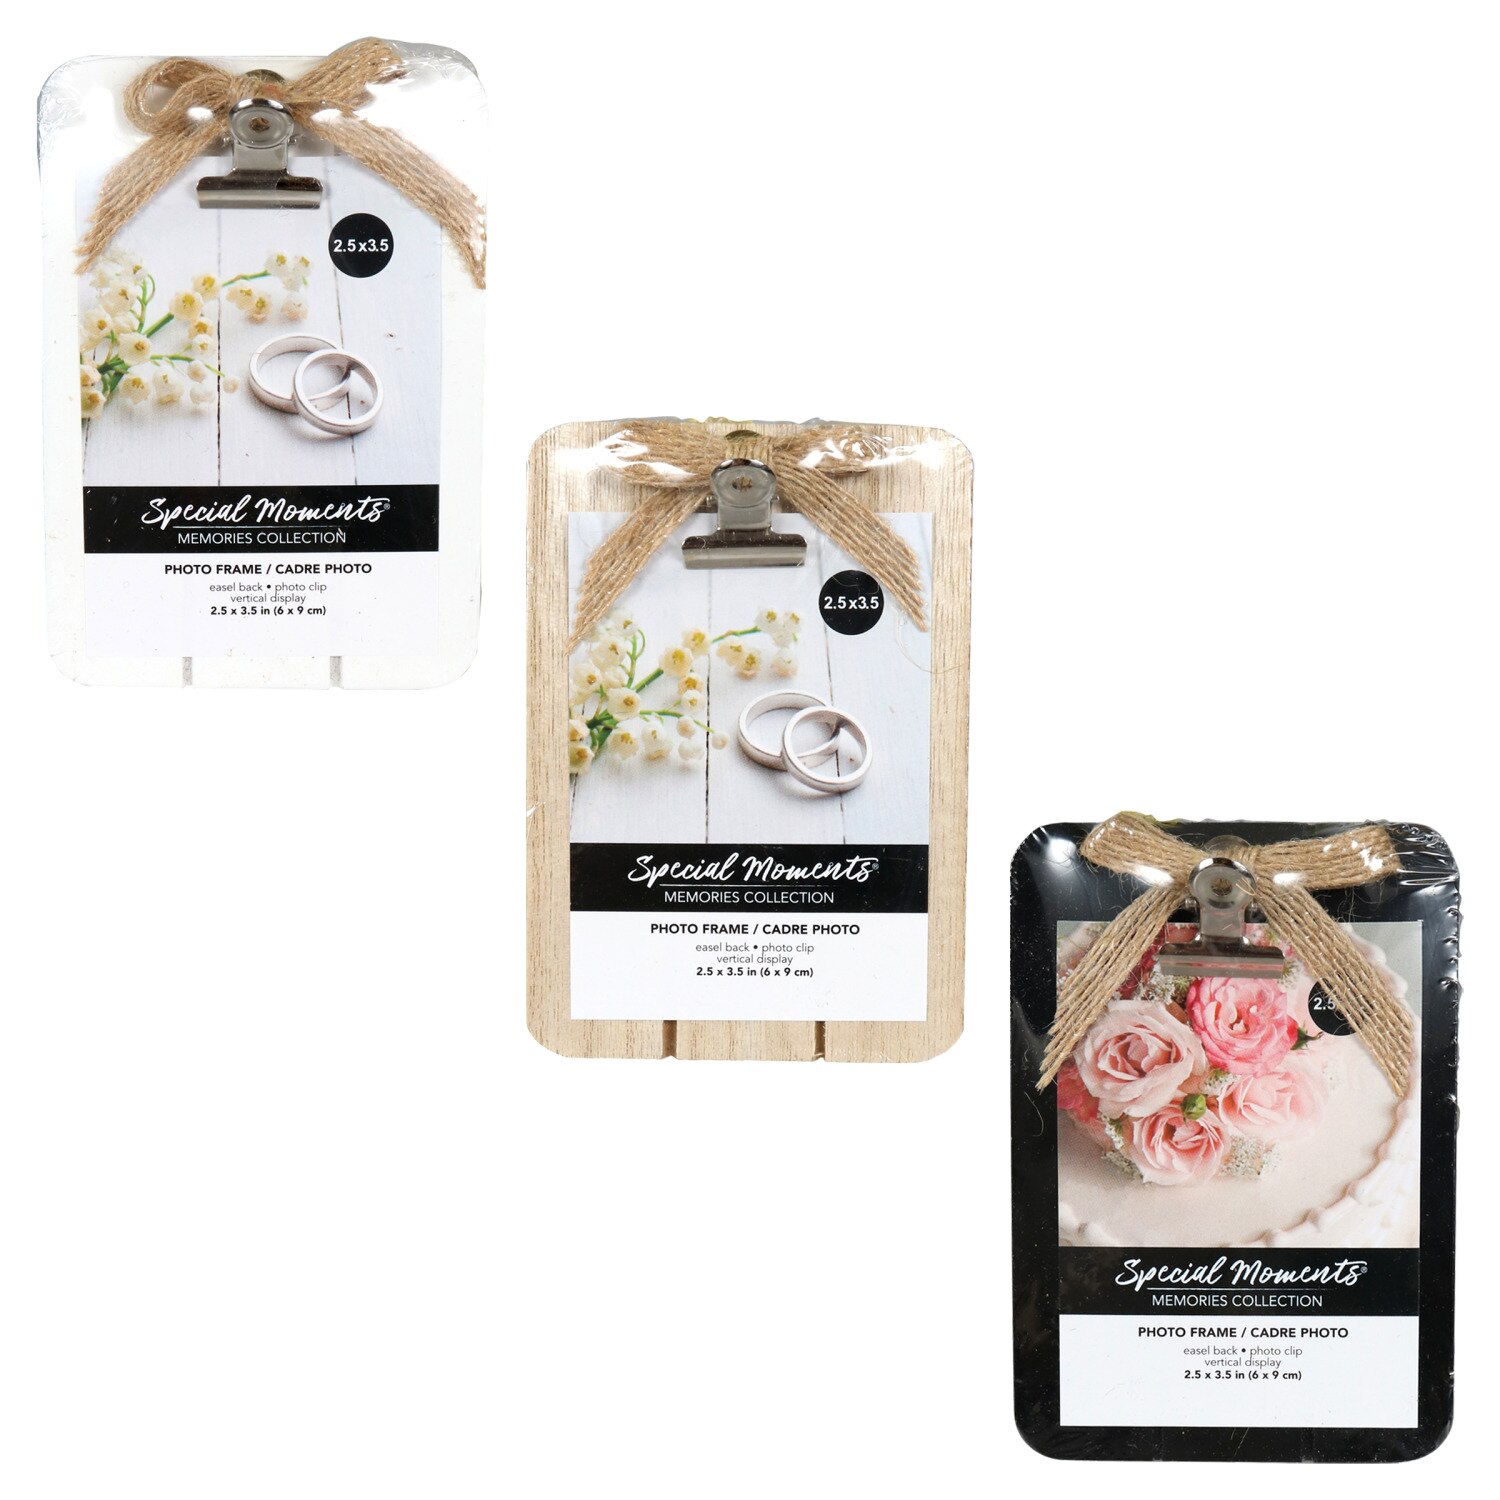 2.5x3.5
Special Moments®
MEMORIES COLLECTION
PHOTO FRAME / CADRE PHOTO
easel back • photo clip
vertical display
2.5 x 3.5 in (6 x 9 cm)
2.5x3.5
Special Moments®
MEMORIES COLLECTION
PHOTO FRAME / CADRE PHOTO
easel back • photo clip
vertical display
2.5 x 3.5 in (6 x 9 cm)
2.5
Special Moments®
MEMORIES COLLECTION
PHOTO FRAME / CADRE PHOTO
easel back • photo clip
vertical display
2.5 x 3.5 in (6 x 9 cm)